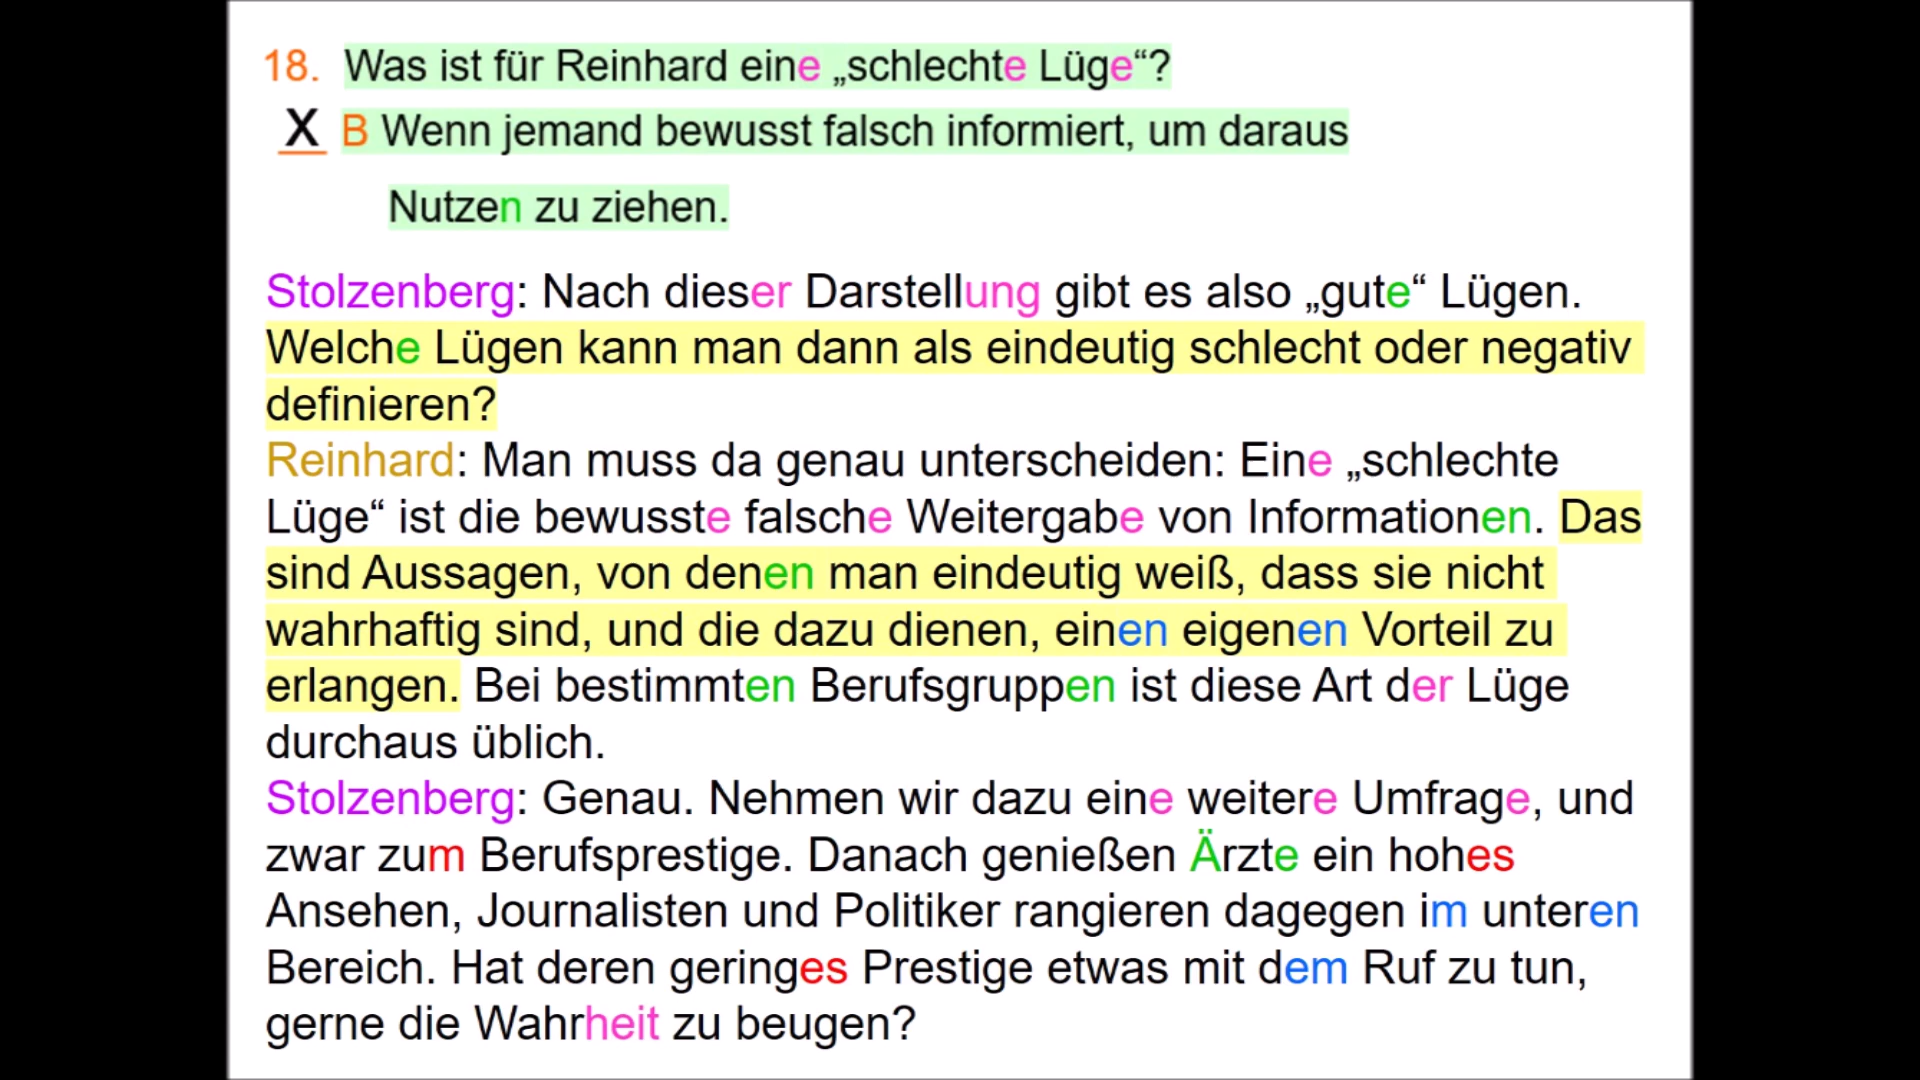 18. Was ist für Reinhard eine „schlechte Lüge“?
X B Wenn jemand bewusst falsch informiert, um daraus
Nutzen zu ziehen.
Stolzenberg: Nach dieser Darstellung gibt es also „gute“ Lügen.
Welche Lügen kann man dann als eindeutig schlecht oder negativ
definieren?
Reinhard: Man muss da genau unterscheiden: Eine „schlechte
Lüge“ ist die bewusste falsche Weitergabe von Informationen. Das
sind Aussagen, von denen man eindeutig weiß, dass sie nicht
wahrhaftig sind, und die dazu dienen, einen eigenen Vorteil zu
erlangen. Bei bestimmten Berufsgruppen ist diese Art der Lüge
durchaus üblich.
Stolzenberg: Genau. Nehmen wir dazu eine weitere Umfrage, und
zwar zum Berufsprestige. Danach genießen Ärzte ein hohes
Ansehen, Journalisten und Politiker rangieren dagegen im unteren
Bereich. Hat deren geringes Prestige etwas mit dem Ruf zu tun,
gerne die Wahrheit zu beugen?